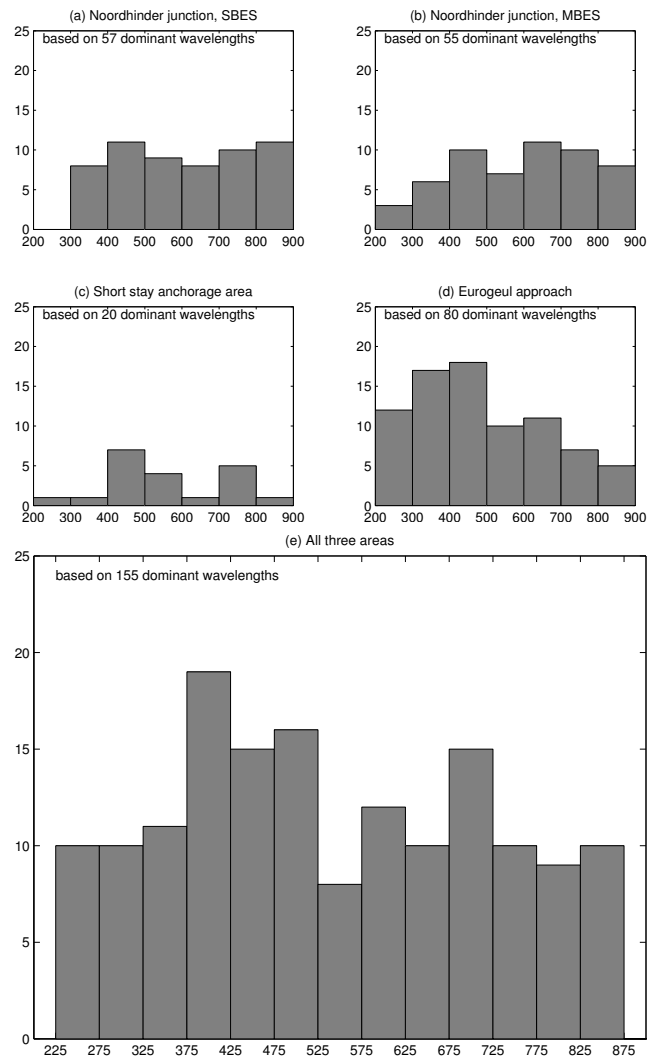 (a) Noordhinder junction, SBES
based on 57 dominant wavelengths
25
20
15
10
5
0
200 300 400 500 600 700 800 900
(b) Noordhinder junction, MBES
based on 55 dominant wavelengths
25
20
15
10
5
0
200 300 400 500 600 700 800 900
(c) Short stay anchorage area
based on 20 dominant wavelengths
25
20
15
10
5
0
200 300 400 500 600 700 800 900
(d) Eurogeul approach
based on 80 dominant wavelengths
25
20
15
10
5
0
200 300 400 500 600 700 800 900
(e) All three areas
based on 155 dominant wavelengths
25
20
15
10
5
0
225 275 325 375 425 475 525 575 625 675 725 775 825 875